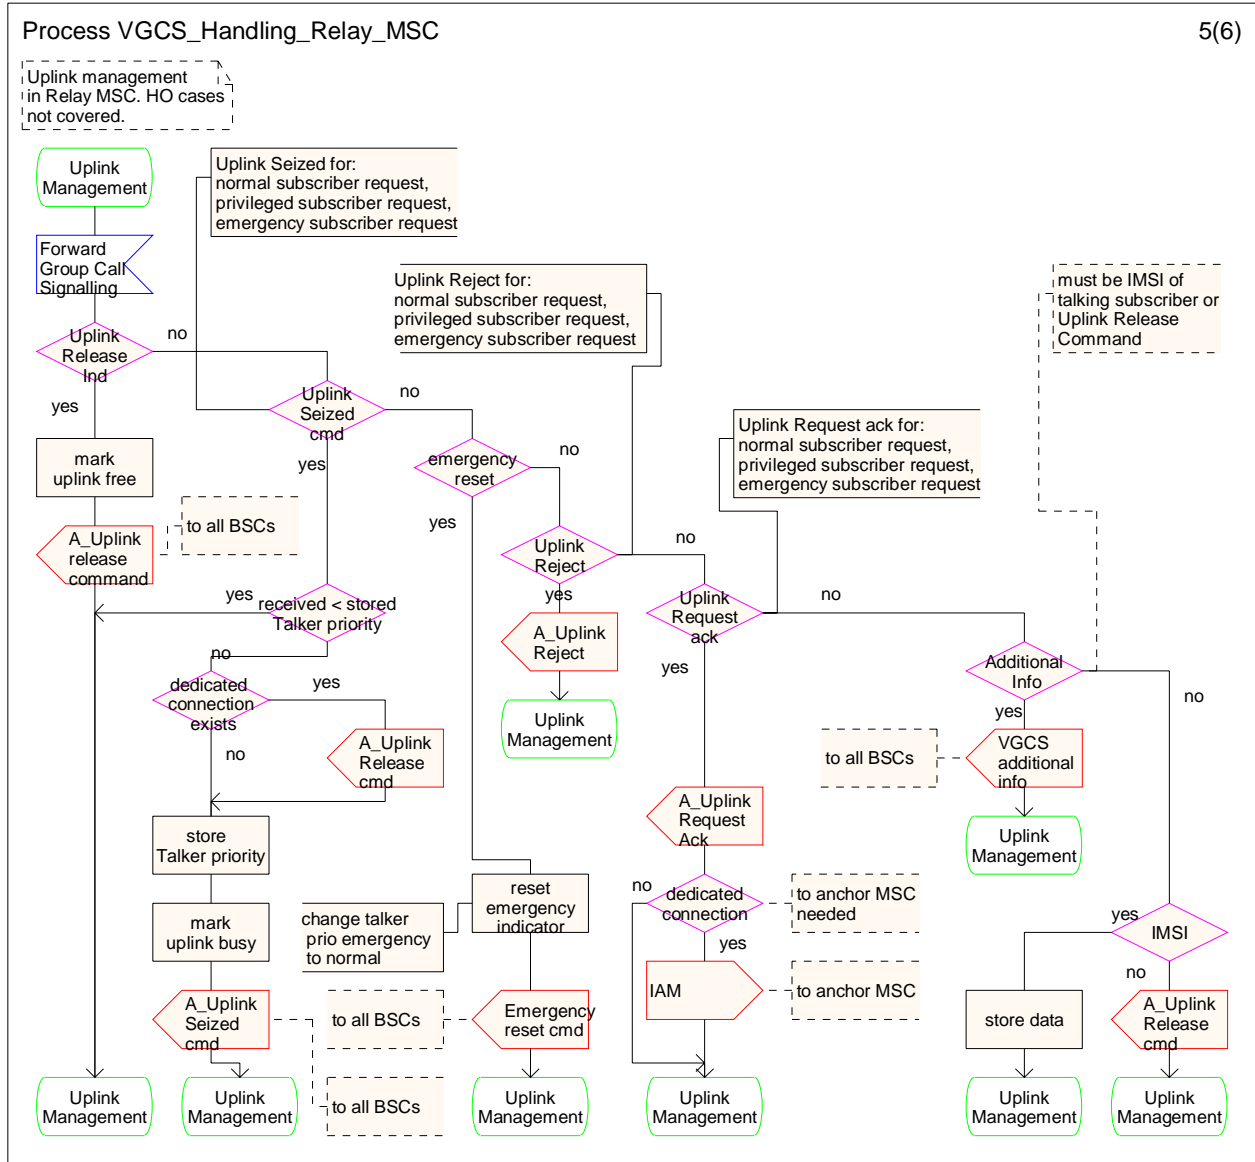 Process VGCS_Handling_Relay_MSC
5(6)
Uplink management
in Relay MSC. HO cases
not covered.
Uplink
Management
Uplink Seized for:
normal subscriber request,
privileged subscriber request,
emergency subscriber request
Forward
Group Call
Signalling
Uplink Reject for:
normal subscriber request,
privileged subscriber request,
emergency subscriber request
must be IMSI of
talking subscriber or
Uplink Release
Command
Uplink
Release
Ind
no
yes
Uplink
Seized
cmd
no
yes
Uplink Request ack for:
normal subscriber request,
privileged subscriber request,
emergency subscriber request
mark
uplink free
emergency
reset
no
yes
to all BSCs
A_Uplink
release
command
Uplink
Reject
no
yes
received < stored
Talker priority
yes
no
Uplink
Request
ack
no
yes
A_Uplink
Reject
dedicated
connection
exists
yes
no
Additional
Info
no
yes
Uplink
Management
A_Uplink
Release
cmd
to all BSCs
VGCS
additional
info
A_Uplink
Request
Ack
store
Talker priority
Uplink
Management
no
dedicated
connection
yes
to anchor MSC
needed
reset
emergency
indicator
change talker
prio emergency
to normal
mark
uplink busy
yes
IMSI
no
IAM
to anchor MSC
A_Uplink
Seized
cmd
to all BSCs
Emergency
reset cmd
store data
A_Uplink
Release
cmd
Uplink
Management
Uplink
Management
to all BSCs
Uplink
Management
Uplink
Management
Uplink
Management
Uplink
Management